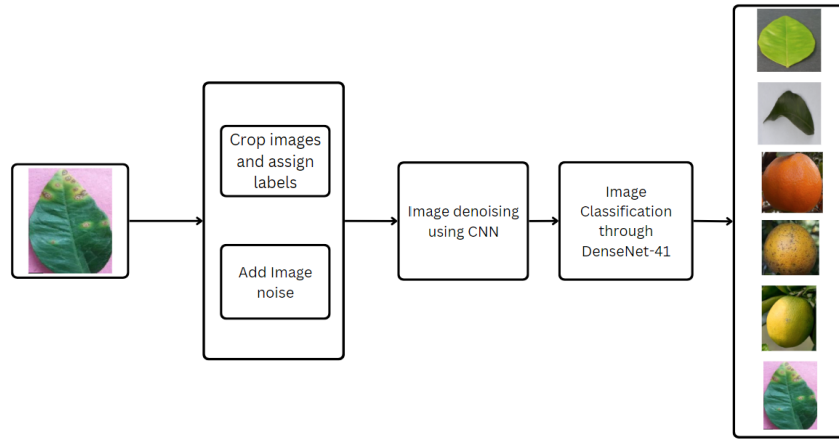 Crop images
and assign
labels
Add Image
noise
Image denoising
using CNN
Image
Classification
through
DenseNet-41